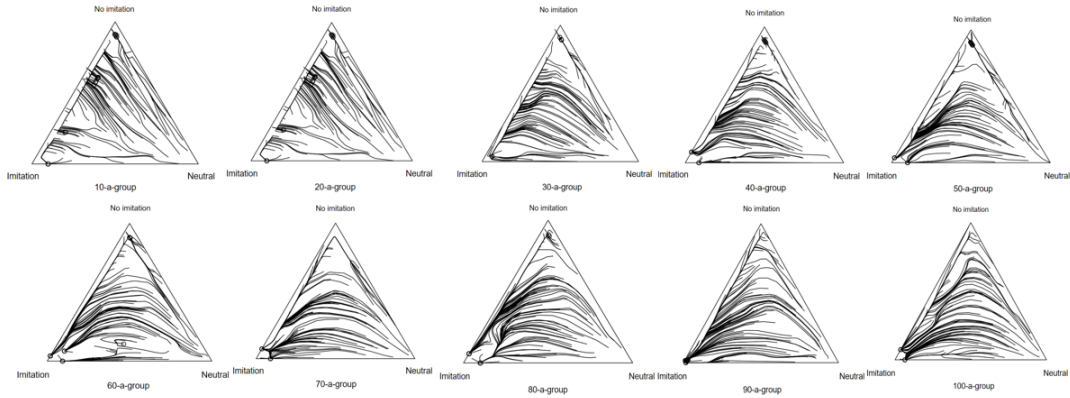 No imitation
No imitation
No imitation
No imitation
No imitation
Imitation Neutral
Imitation Neutral
Imitation Neutral
Imitation Neutral
Imitation Neutral
10-a-group
20-a-group
30-a-group
40-a-group
50-a-group
No imitation
No imitation
No imitation
No imitation
No imitation
Imitation Neutral
Imitation Neutral
Imitation Neutral
Imitation Neutral
Imitation Neutral
60-a-group
70-a-group
80-a-group
90-a-group
100-a-group